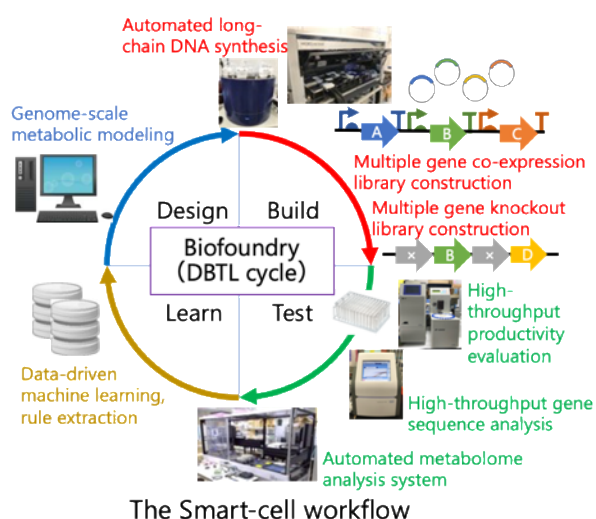 Automated long-
chain DNA synthesis
Genome-scale
metabolic modeling
A
B
C
Multiple gene co-expression
library construction
Multiple gene knockout
library construction
×
B
×
D
Design
Build
Biofoundry
(DBTL cycle)
Learn
Test
High-
throughput
productivity
evaluation
High-throughput gene
sequence analysis
Data-driven
machine learning,
rule extraction
Automated metabolome
analysis system
The Smart-cell workflow